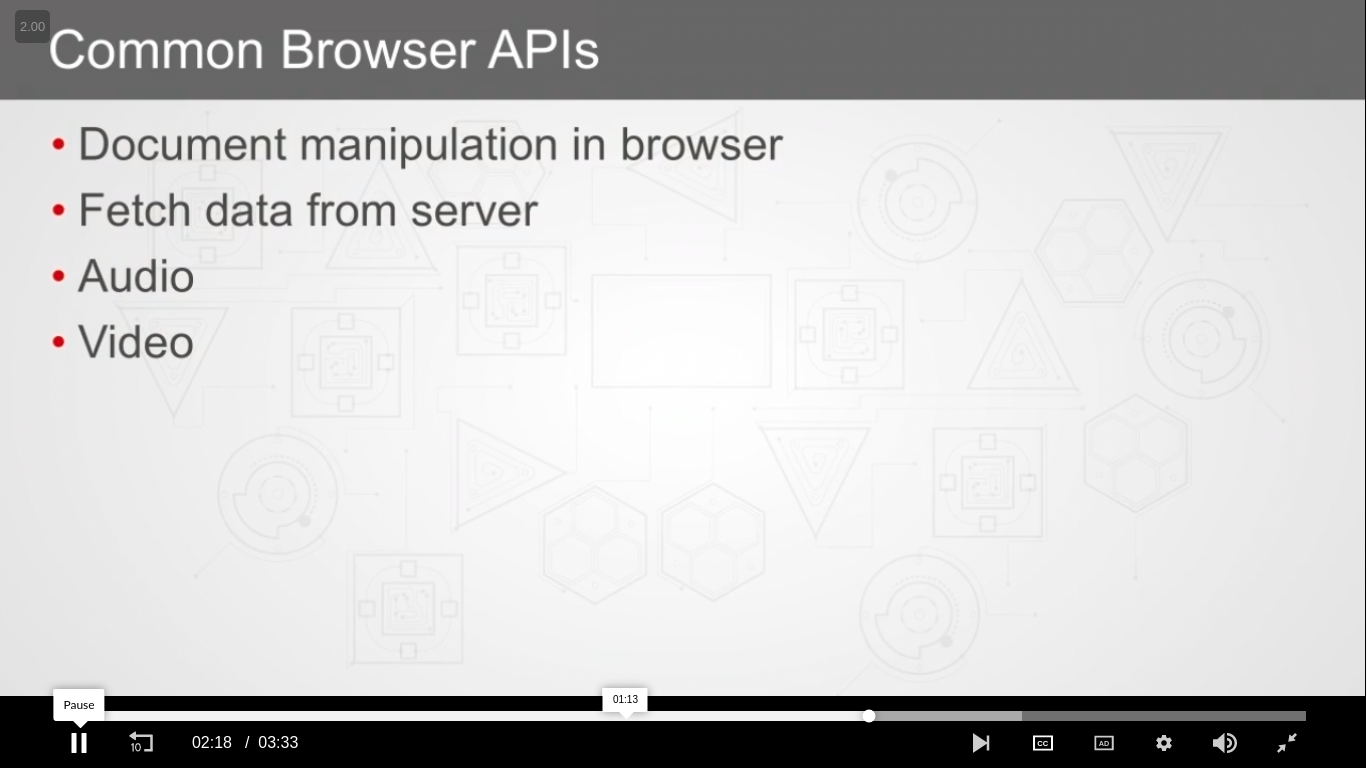 2.00
Common Browser APIs
• Document manipulation in browser
• Fetch data from server
• Audio
• Video
Pause
01:13
10
02:18 / 03:33
CC
AD